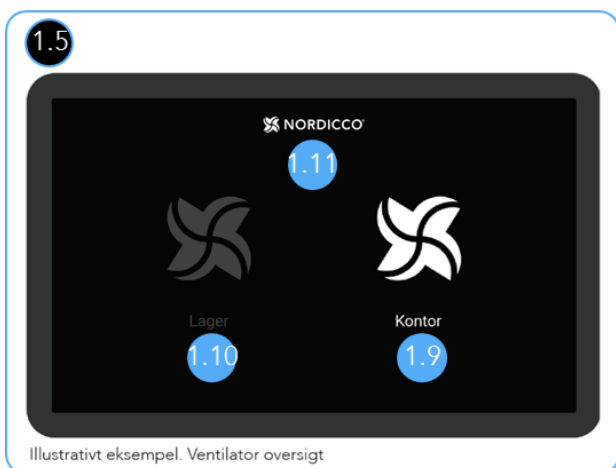 1.5
NORDICCO
1.11
Lager
Kontor
1.10
1.9
Illustrativt eksempel. Ventilator oversigt